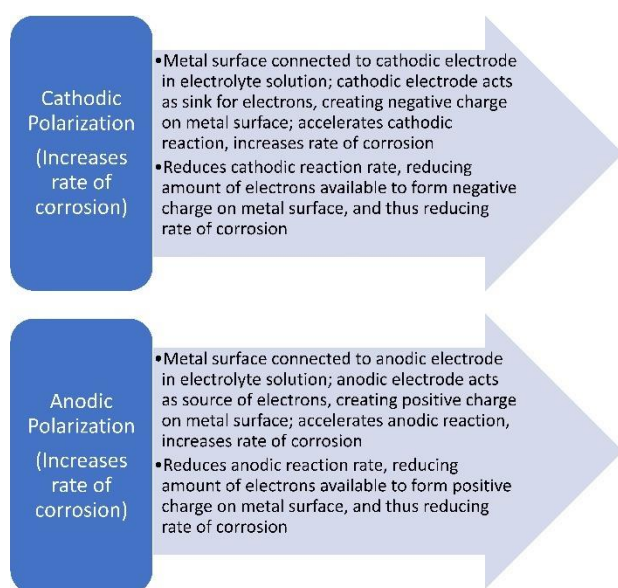 Cathodic
Polarization
(Increases
rate of
corrosion)
•Metal surface connected to cathodic electrode
in electrolyte solution; cathodic electrode acts
as sink for electrons, creating negative charge
on metal surface; accelerates cathodic
reaction, increases rate of corrosion
•Reduces cathodic reaction rate, reducing
amount of electrons available to form negative
charge on metal surface, and thus reducing
rate of corrosion
Anodic
Polarization
(Increases
rate of
corrosion)
•Metal surface connected to anodic electrode
in electrolyte solution; anodic electrode acts
as source of electrons, creating positive charge
on metal surface; accelerates anodic reaction,
increases rate of corrosion
•Reduces anodic reaction rate, reducing
amount of electrons available to form positive
charge on metal surface, and thus reducing
rate of corrosion